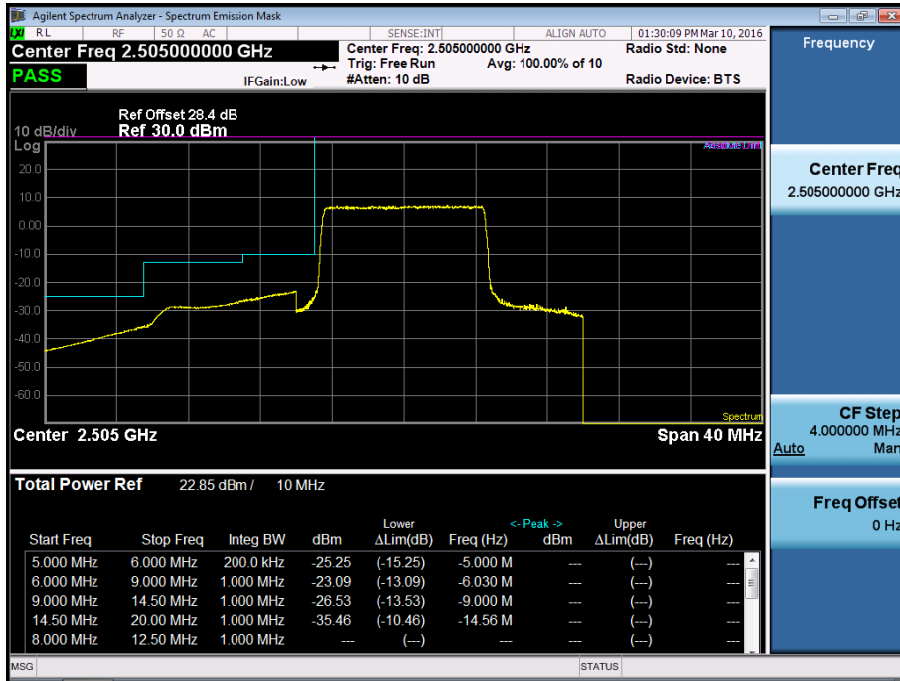 Agilent Spectrum Analyzer - Spectrum Emission Mask
LXI RL RF 50 Ω AC SENSE:INT ALIGN AUTO 01:30:09 PM Mar 10, 2016
Center Freq 2.505000000 GHz
Center Freq: 2.505000000 GHz
Radio Std: None
Trig: Free Run Avg: 100.00% of 10
PASS
IFGain:Low
#Atten: 10 dB
Radio Device: BTS
Ref Offset 28.4 dB
10 dB/div Ref 30.0 dBm
Log
Absolute Limit
20.0
10.0
0.00
-10.0
-20.0
-30.0
-40.0
-50.0
-60.0
Spectrum
Center 2.505 GHz Span 40 MHz
Total Power Ref 22.85 dBm / 10 MHz
Lower <- Peak -> Upper
Start Freq Stop Freq Integ BW dBm ΔLim(dB) Freq (Hz) dBm ΔLim(dB) Freq (Hz)
5.000 MHz 6.000 MHz 200.0 kHz -25.25 (-15.25) -5.000 M --- (---) ---
6.000 MHz 9.000 MHz 1.000 MHz -23.09 (-13.09) -6.030 M --- (---) ---
9.000 MHz 14.50 MHz 1.000 MHz -26.53 (-13.53) -9.000 M --- (---) ---
14.50 MHz 20.00 MHz 1.000 MHz -35.46 (-10.46) -14.56 M --- (---) ---
8.000 MHz 12.50 MHz 1.000 MHz --- (---) --- --- (---) ---
MSG STATUS
Frequency
Center Freq
2.505000000 GHz
CF Step
4.000000 MHz
Auto Man
Freq Offset
0 Hz